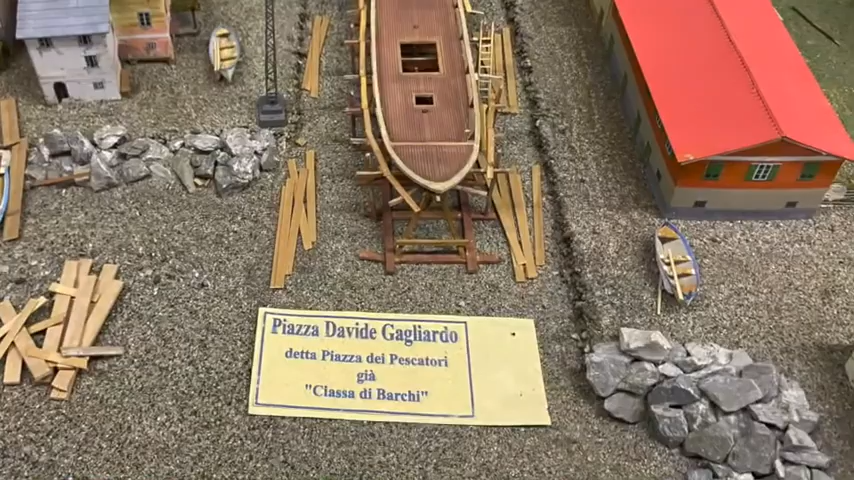 Piazza Davide Gagliardo
detta Piazza dei Pescatori
già
"Ciassa di Barchi"